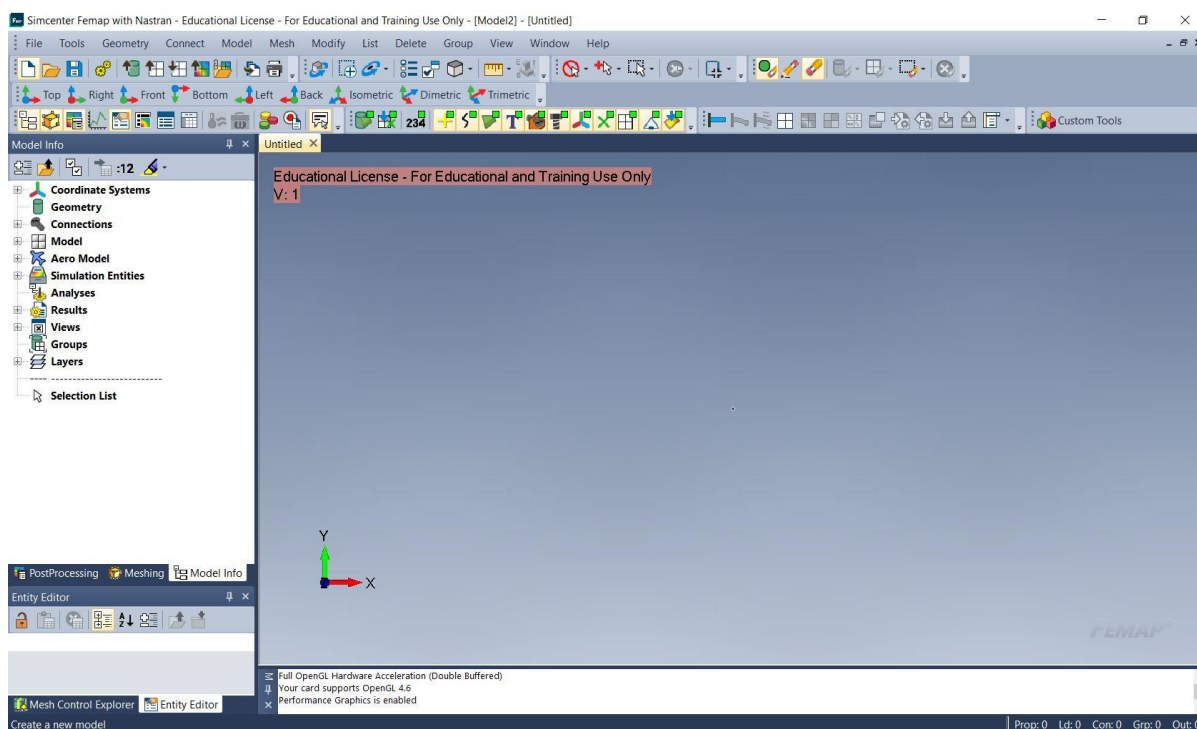 Simcenter Femap with Nastran - Educational License - For Educational and Training Use Only - [Model2] - [Untitled]
File Tools Geometry Connect Model Mesh Modify List Delete Group View Window Help
Top Right Front Bottom Left Back Isometric Dimetric Trimetric
234 Custom Tools
Model Info
Untitled
:12
Educational License - For Educational and Training Use Only
V: 1
Coordinate Systems
Geometry
Connections
Model
Aero Model
Simulation Entities
Analyses
Results
Views
Groups
Layers
Selection List
Y
X
PostProcessing Meshing Model Info
Entity Editor
FEMAP
Full OpenGL Hardware Acceleration (Double Buffered)
Your card supports OpenGL 4.6
Performance Graphics is enabled
Mesh Control Explorer Entity Editor
Create a new model
Prop: 0 Ld: 0 Con: 0 Grp: 0 Out: 0